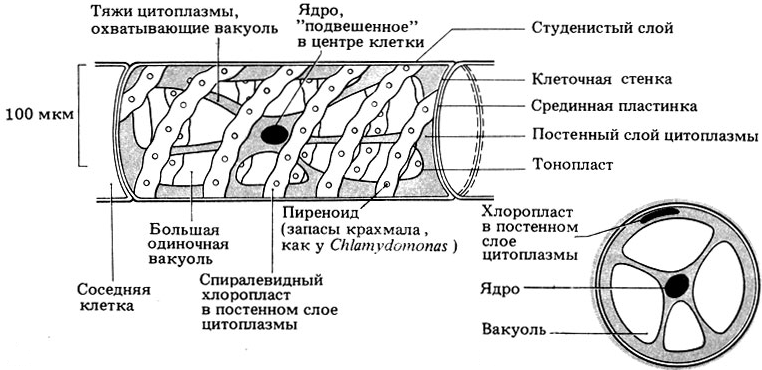 Тяжи цитоплазмы,
охватывающие вакуоль
Ядро,
"подвешенное"
в центре клетки
Студенистый слой
Клеточная стенка
Срединная пластинка
Постенный слой цитоплазмы
Тонопласт
100 мкм
Пиреноид
(запасы крахмала,
как у Chlamydomonas)
Большая
одиночная
вакуоль
Соседняя
клетка
Спиралевидный
хлоропласт
в постенном слое
цитоплазмы
Хлоропласт
в постенном
слое
цитоплазмы
Ядро
Вакуоль